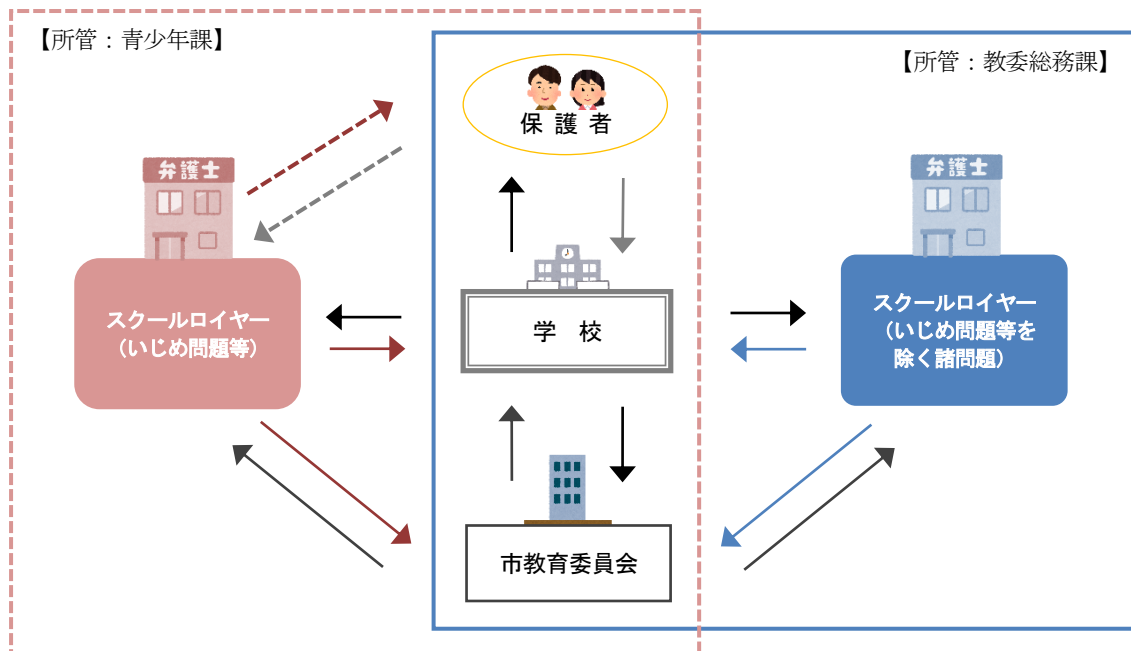 【所管：青少年課】
【所管：教委総務課】
保護者
弁護士
弁護士
スクールロイヤー
（いじめ問題等）
学校
スクールロイヤー
（いじめ問題等を
除く諸問題）
市教育委員会